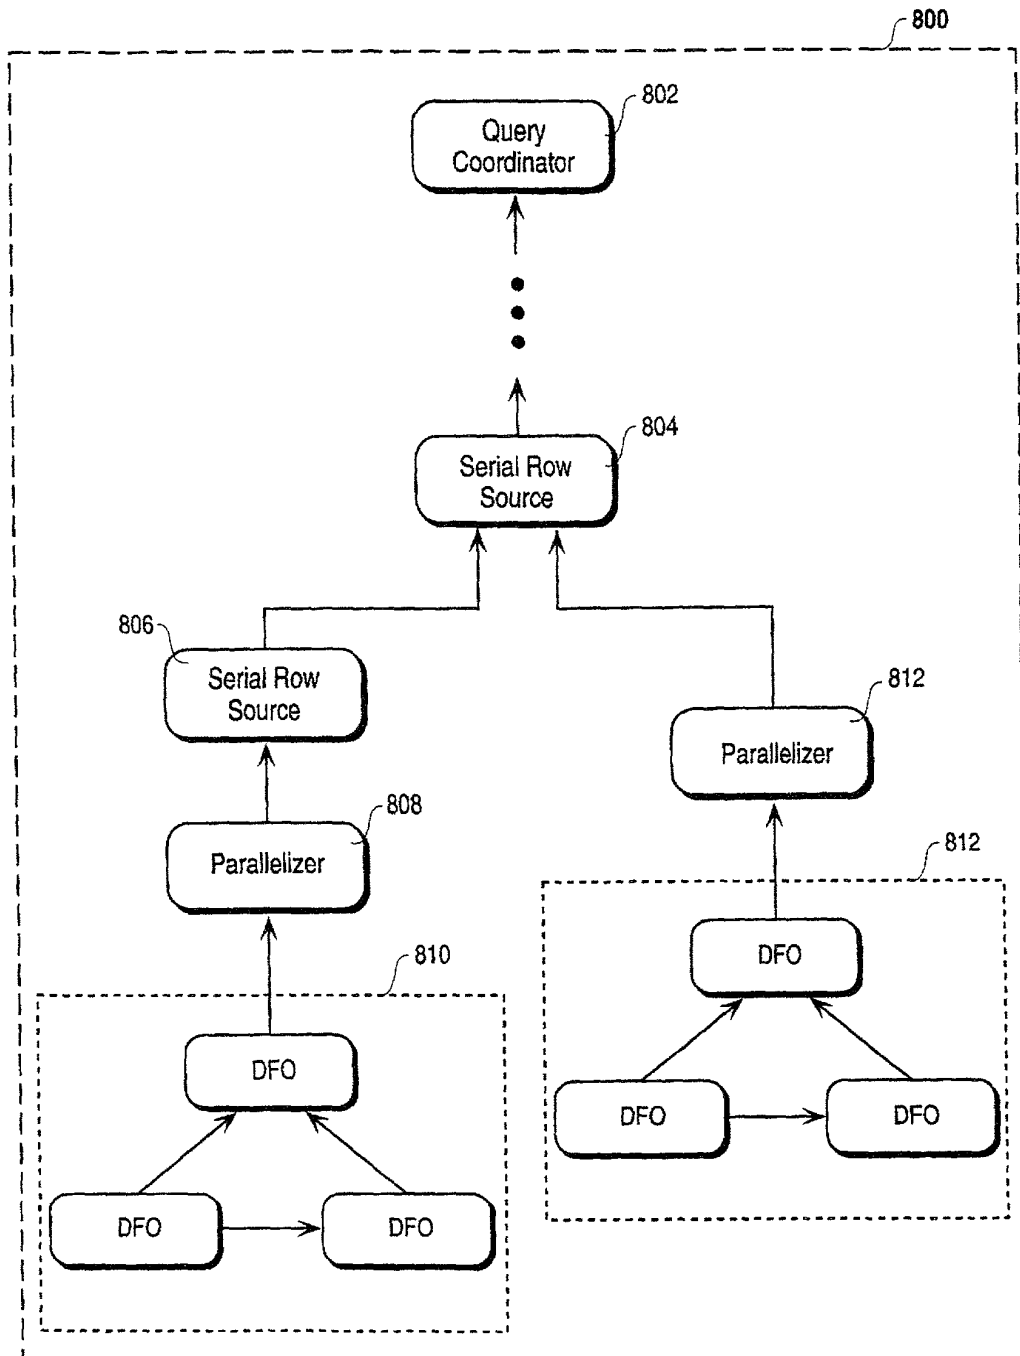 800
802
Query
Coordinator
804
Serial Row
Source
806
Serial Row
Source
812
Parallelizer
808
Parallelizer
812
DFO
810
DFO
DFO
DFO
DFO
DFO